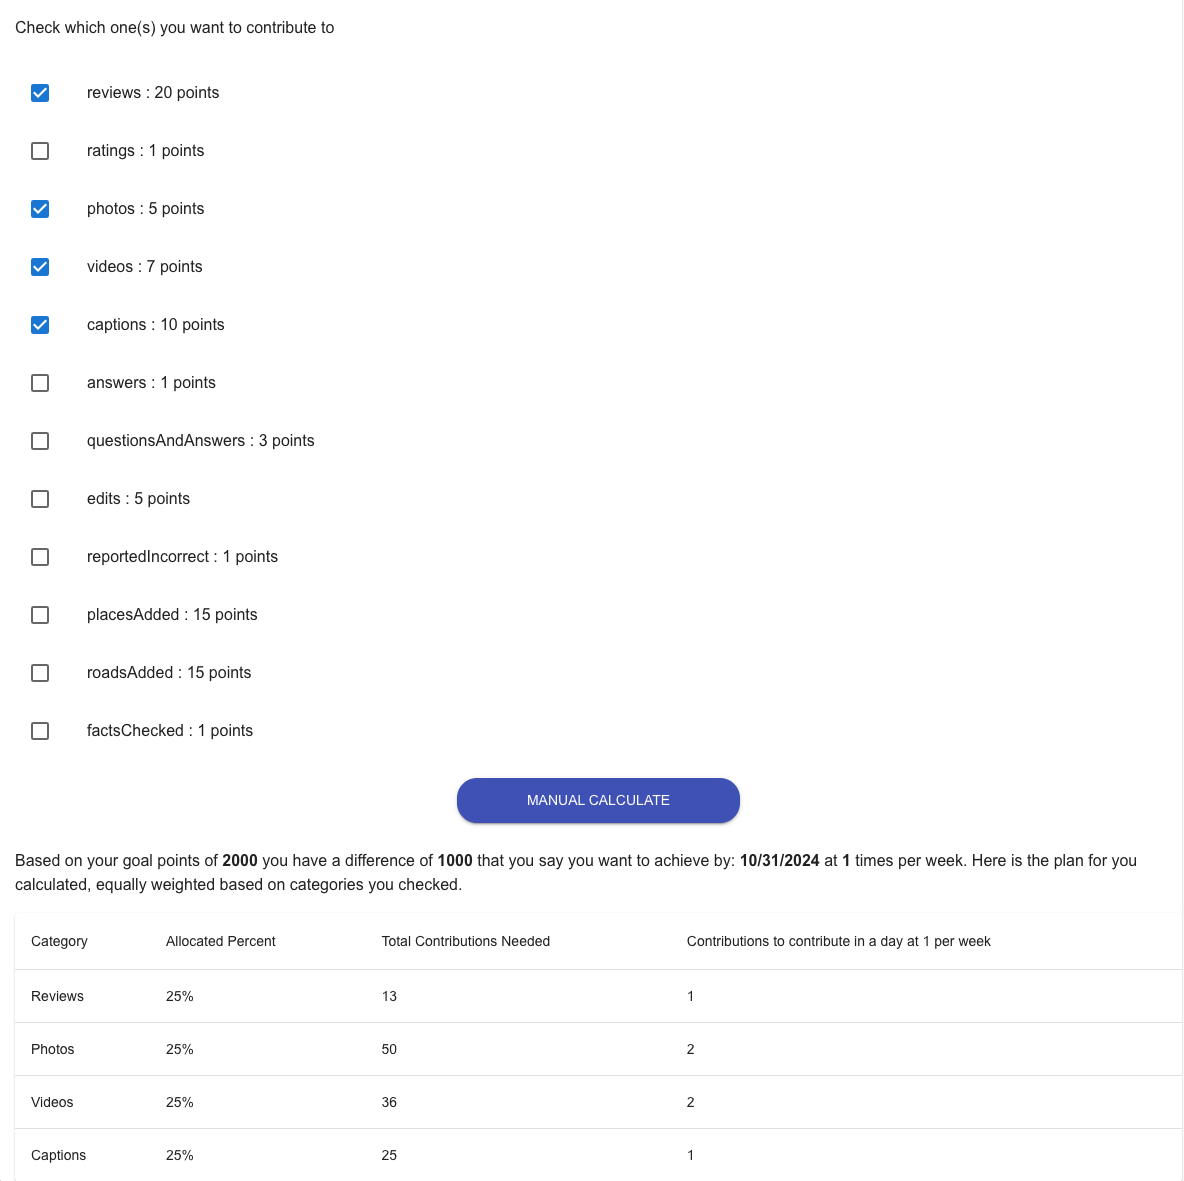 Check which one(s) you want to contribute to
reviews : 20 points
ratings : 1 points
photos : 5 points
videos : 7 points
captions : 10 points
answers : 1 points
questionsAndAnswers : 3 points
edits : 5 points
reportedIncorrect : 1 points
placesAdded : 15 points
roadsAdded : 15 points
factsChecked : 1 points
MANUAL CALCULATE
Based on your goal points of 2000 you have a difference of 1000 that you say you want to achieve by: 10/31/2024 at 1 times per week. Here is the plan for you
calculated, equally weighted based on categories you checked.
Category Allocated Percent Total Contributions Needed Contributions to contribute in a day at 1 per week
Reviews 25% 13 1
Photos 25% 50 2
Videos 25% 36 2
Captions 25% 25 1